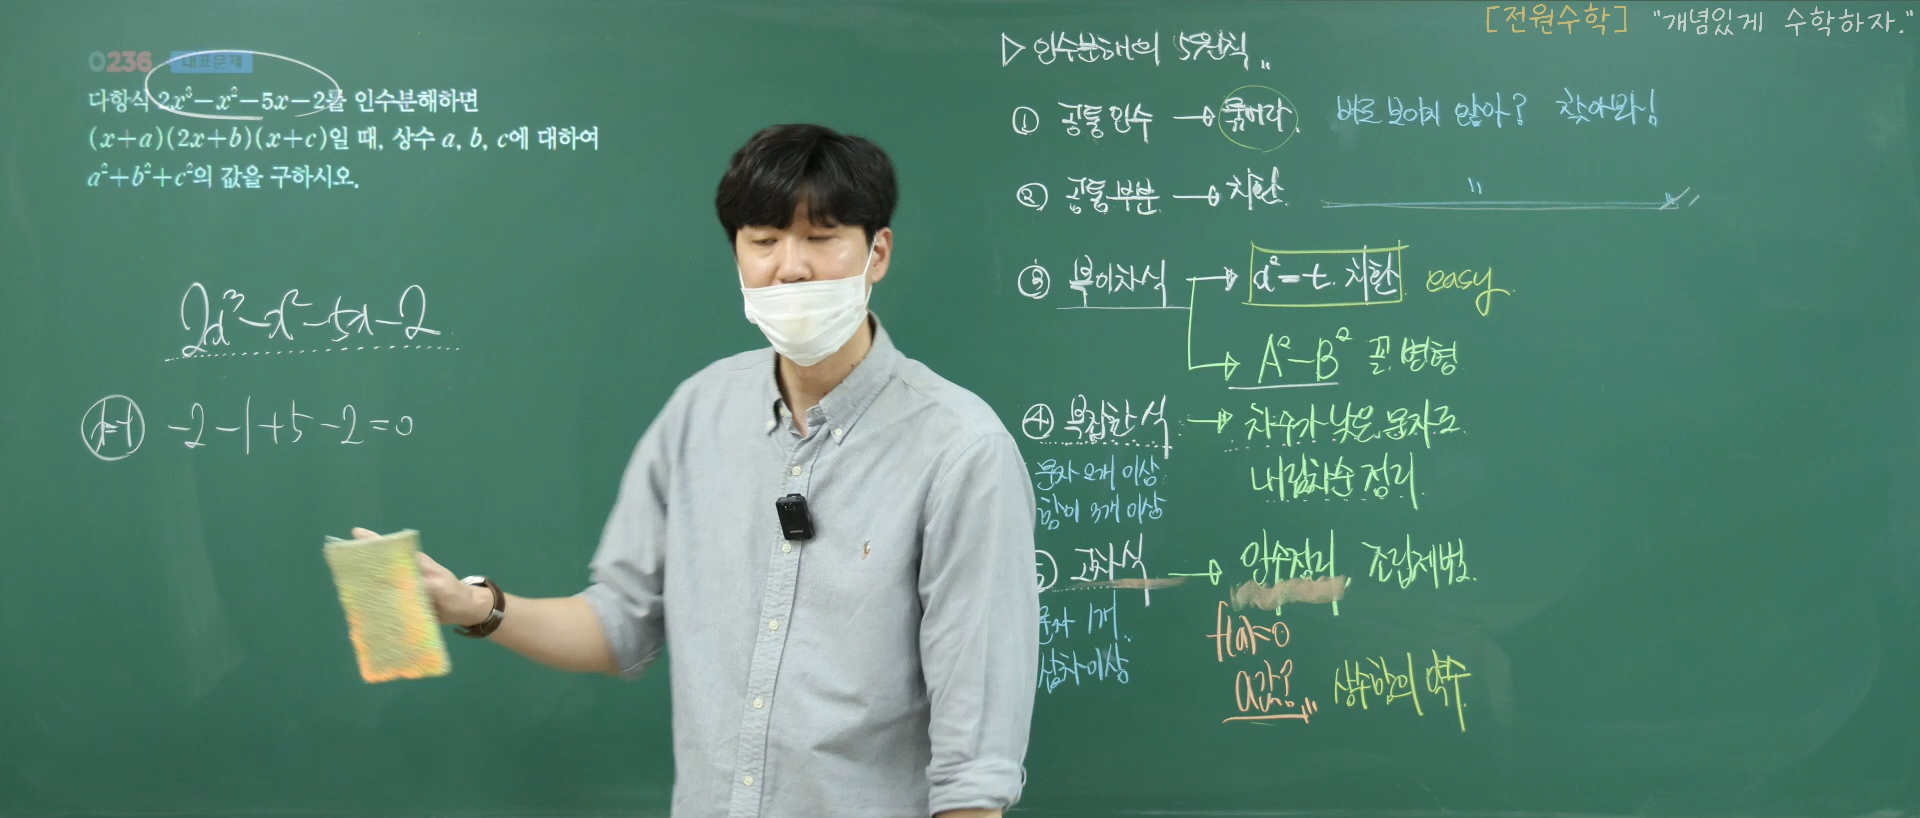 [전원수학] "개념있게 수학하자."
0236 대표문제
다항식 2x³-x²-5x-2를 인수분해하면
(x+a)(2x+b)(x+c)일 때, 상수 a, b, c에 대하여
a²+b²+c²의 값을 구하시오.
2x³-x²-5x-2
x=-1 -2-1+5-2=0
▷ 인수분해의 5원칙
① 공통인수 → 묶어라. 바로 보이지 않아? 찾아봐!
② 공통부분 → 치환. "
③ 복이차식 → x²=t. 치환. easy.
→ A²-B² 꼴. 변형
④ 복잡한 식 → 차수가 낮은 문자로
문자 2개 이상 내림차순 정리.
항이 3개 이상
⑤ 고차식 → 인수정리, 조립제법.
문자 1개.
삼차이상
f(a)=0
a값? 상수항의 약수